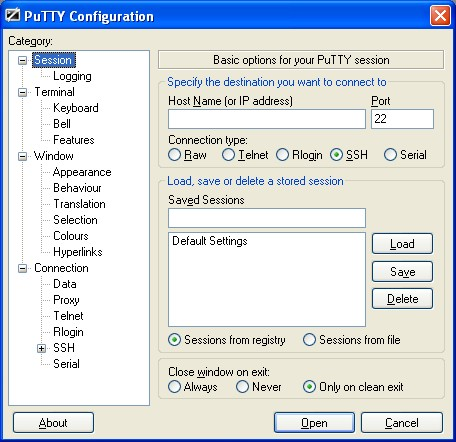 PuTTY Configuration
Category:
Session
Logging
Terminal
Keyboard
Bell
Features
Window
Appearance
Behaviour
Translation
Selection
Colours
Hyperlinks
Connection
Data
Proxy
Telnet
Rlogin
SSH
Serial
Basic options for your PuTTY session
Specify the destination you want to connect to
Host Name (or IP address) Port
22
Connection type:
Raw Telnet Rlogin SSH Serial
Load, save or delete a stored session
Saved Sessions
Default Settings
Load
Save
Delete
Sessions from registry Sessions from file
Close window on exit:
Always Never Only on clean exit
About Open Cancel